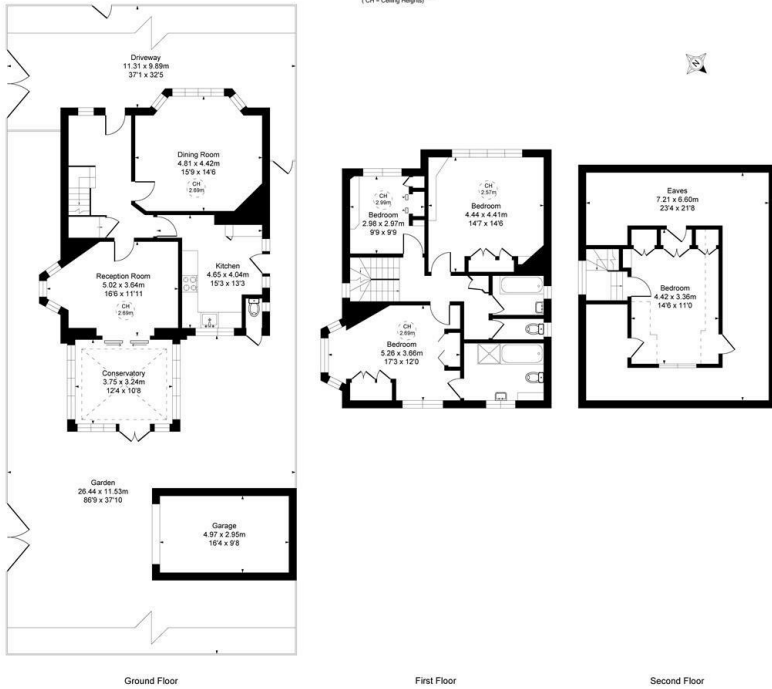 ( CH = Ceiling Heights)
Driveway
11.31 x 9.89m
37'1 x 32'5
N
Dining Room
4.81 x 4.42m
15'9 x 14'6
CH
2.69m
Kitchen
4.65 x 4.04m
15'3 x 13'3
Reception Room
5.02 x 3.64m
16'6 x 11'11
CH
2.69m
Conservatory
3.75 x 3.24m
12'4 x 10'8
Garden
26.44 x 11.53m
86'9 x 37'10
Garage
4.97 x 2.95m
16'4 x 9'8
Ground Floor
CH
2.99m
Bedroom
2.98 x 2.97m
9'9 x 9'9
CH
2.57m
Bedroom
4.44 x 4.41m
14'7 x 14'6
CH
2.69m
Bedroom
5.26 x 3.66m
17'3 x 12'0
First Floor
Eaves
7.21 x 6.60m
23'4 x 21'8
Bedroom
4.42 x 3.36m
14'6 x 11'0
Second Floor